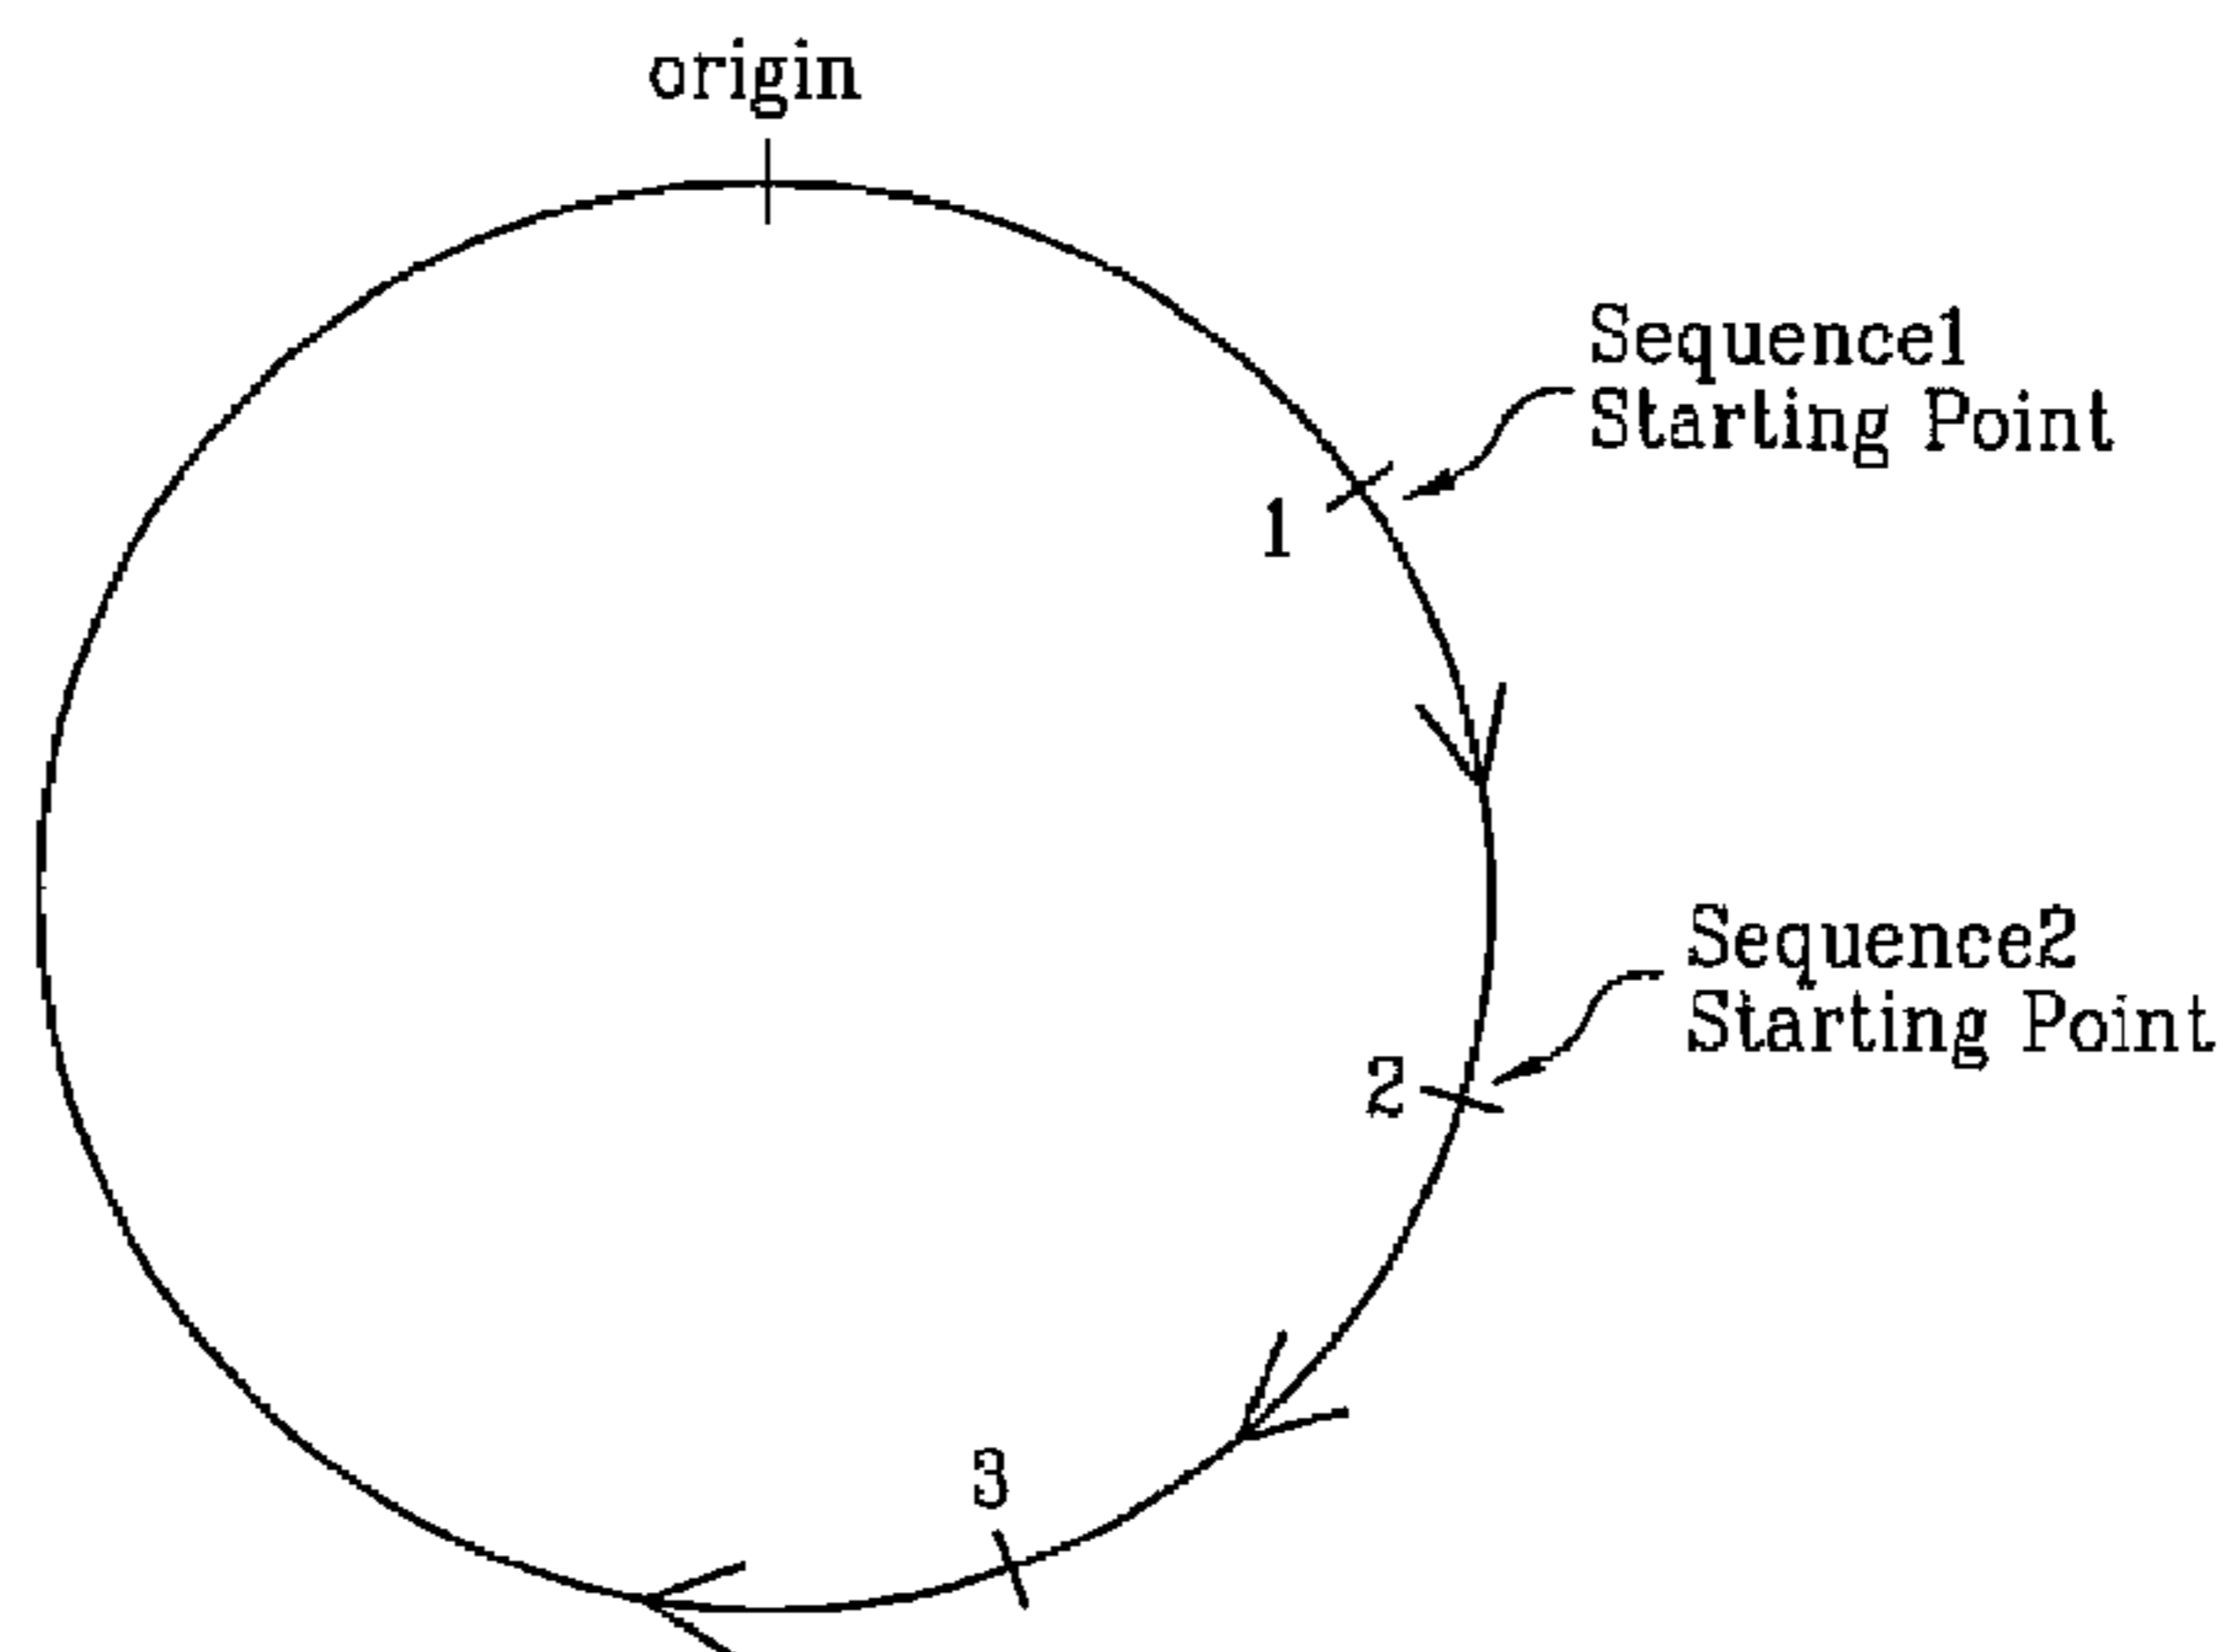 origin
Sequence1
Starting Point
1
Sequence2
Starting Point
2
3